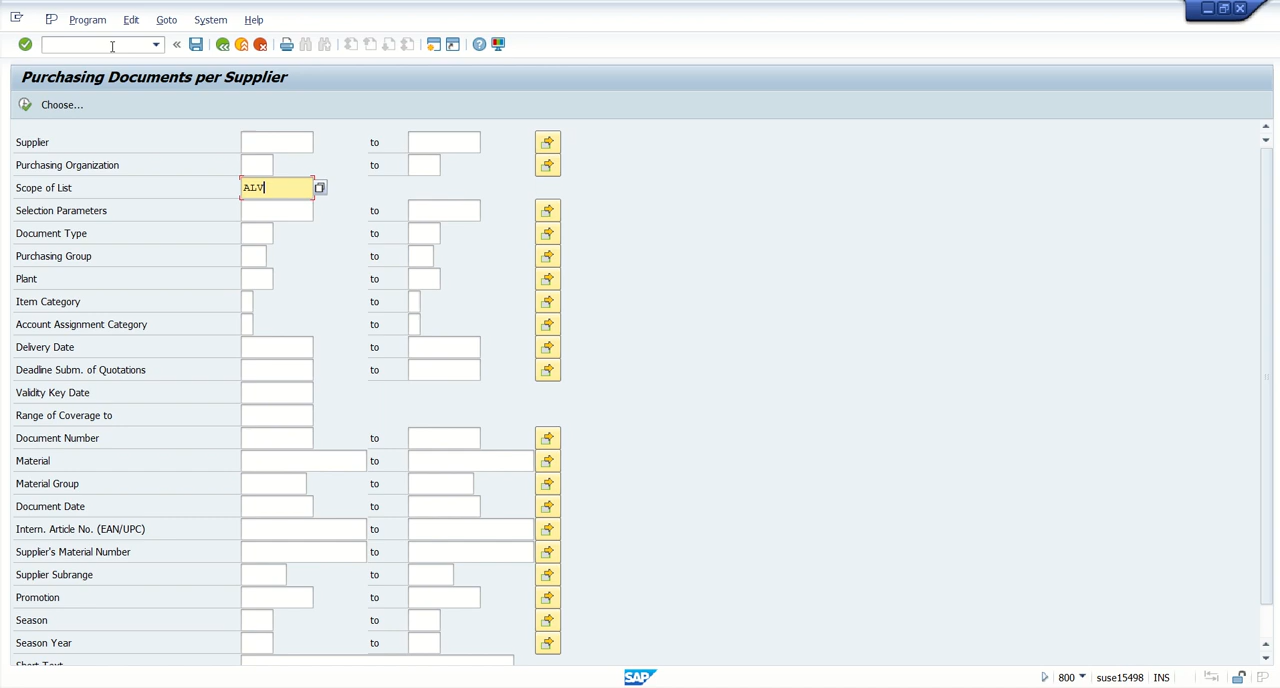 Program Edit Goto System Help
Purchasing Documents per Supplier
Choose...
Supplier to
Purchasing Organization to
Scope of List ALV
Selection Parameters to
Document Type to
Purchasing Group to
Plant to
Item Category to
Account Assignment Category to
Delivery Date to
Deadline Subm. of Quotations to
Validity Key Date
Range of Coverage to
Document Number to
Material to
Material Group to
Document Date to
Intern. Article No. (EAN/UPC) to
Supplier's Material Number to
Supplier Subrange to
Promotion to
Season to
Season Year to
Short Text
SAP 800 suse15498 INS